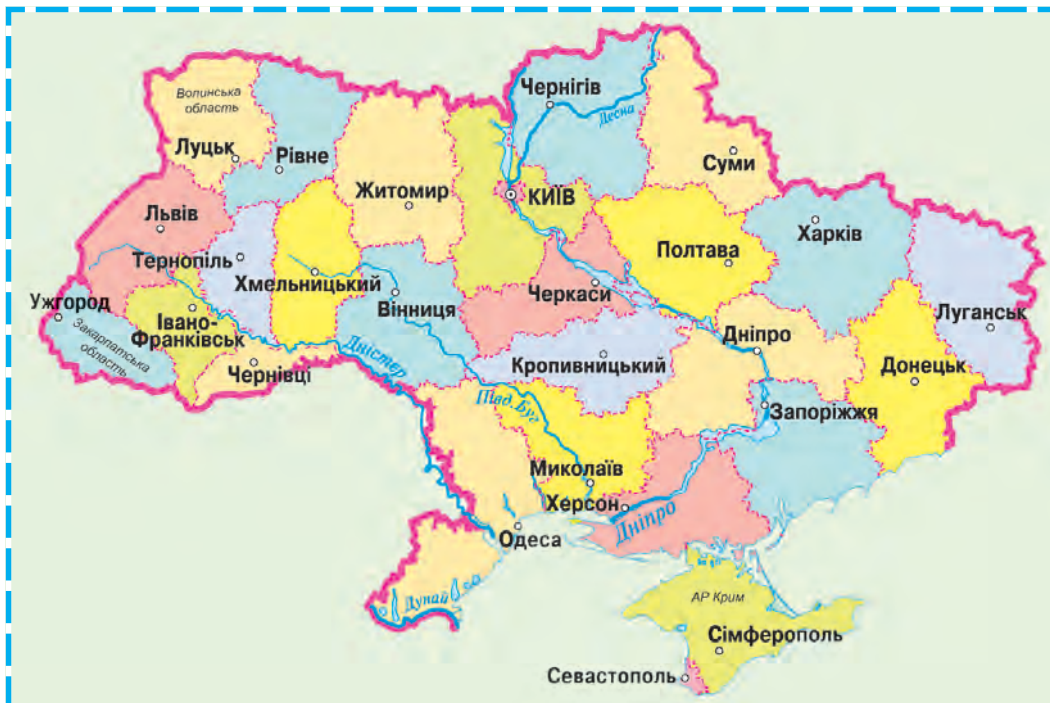 Чернігів
Десна
Волинська
область
Луцьк
Рівне
Суми
Житомир
КИЇВ
Львів
Харків
Полтава
Тернопіль
Хмельницький
Черкаси
Ужгород
Вінниця
Луганськ
Івано-
Франківськ
Закарпатська
область
Дністер
Дніпро
Кропивницький
Донецьк
Чернівці
Півд. Буг
Запоріжжя
Миколаїв
Херсон
Дніпро
Одеса
Дунай
АР Крим
Сімферополь
Севастополь